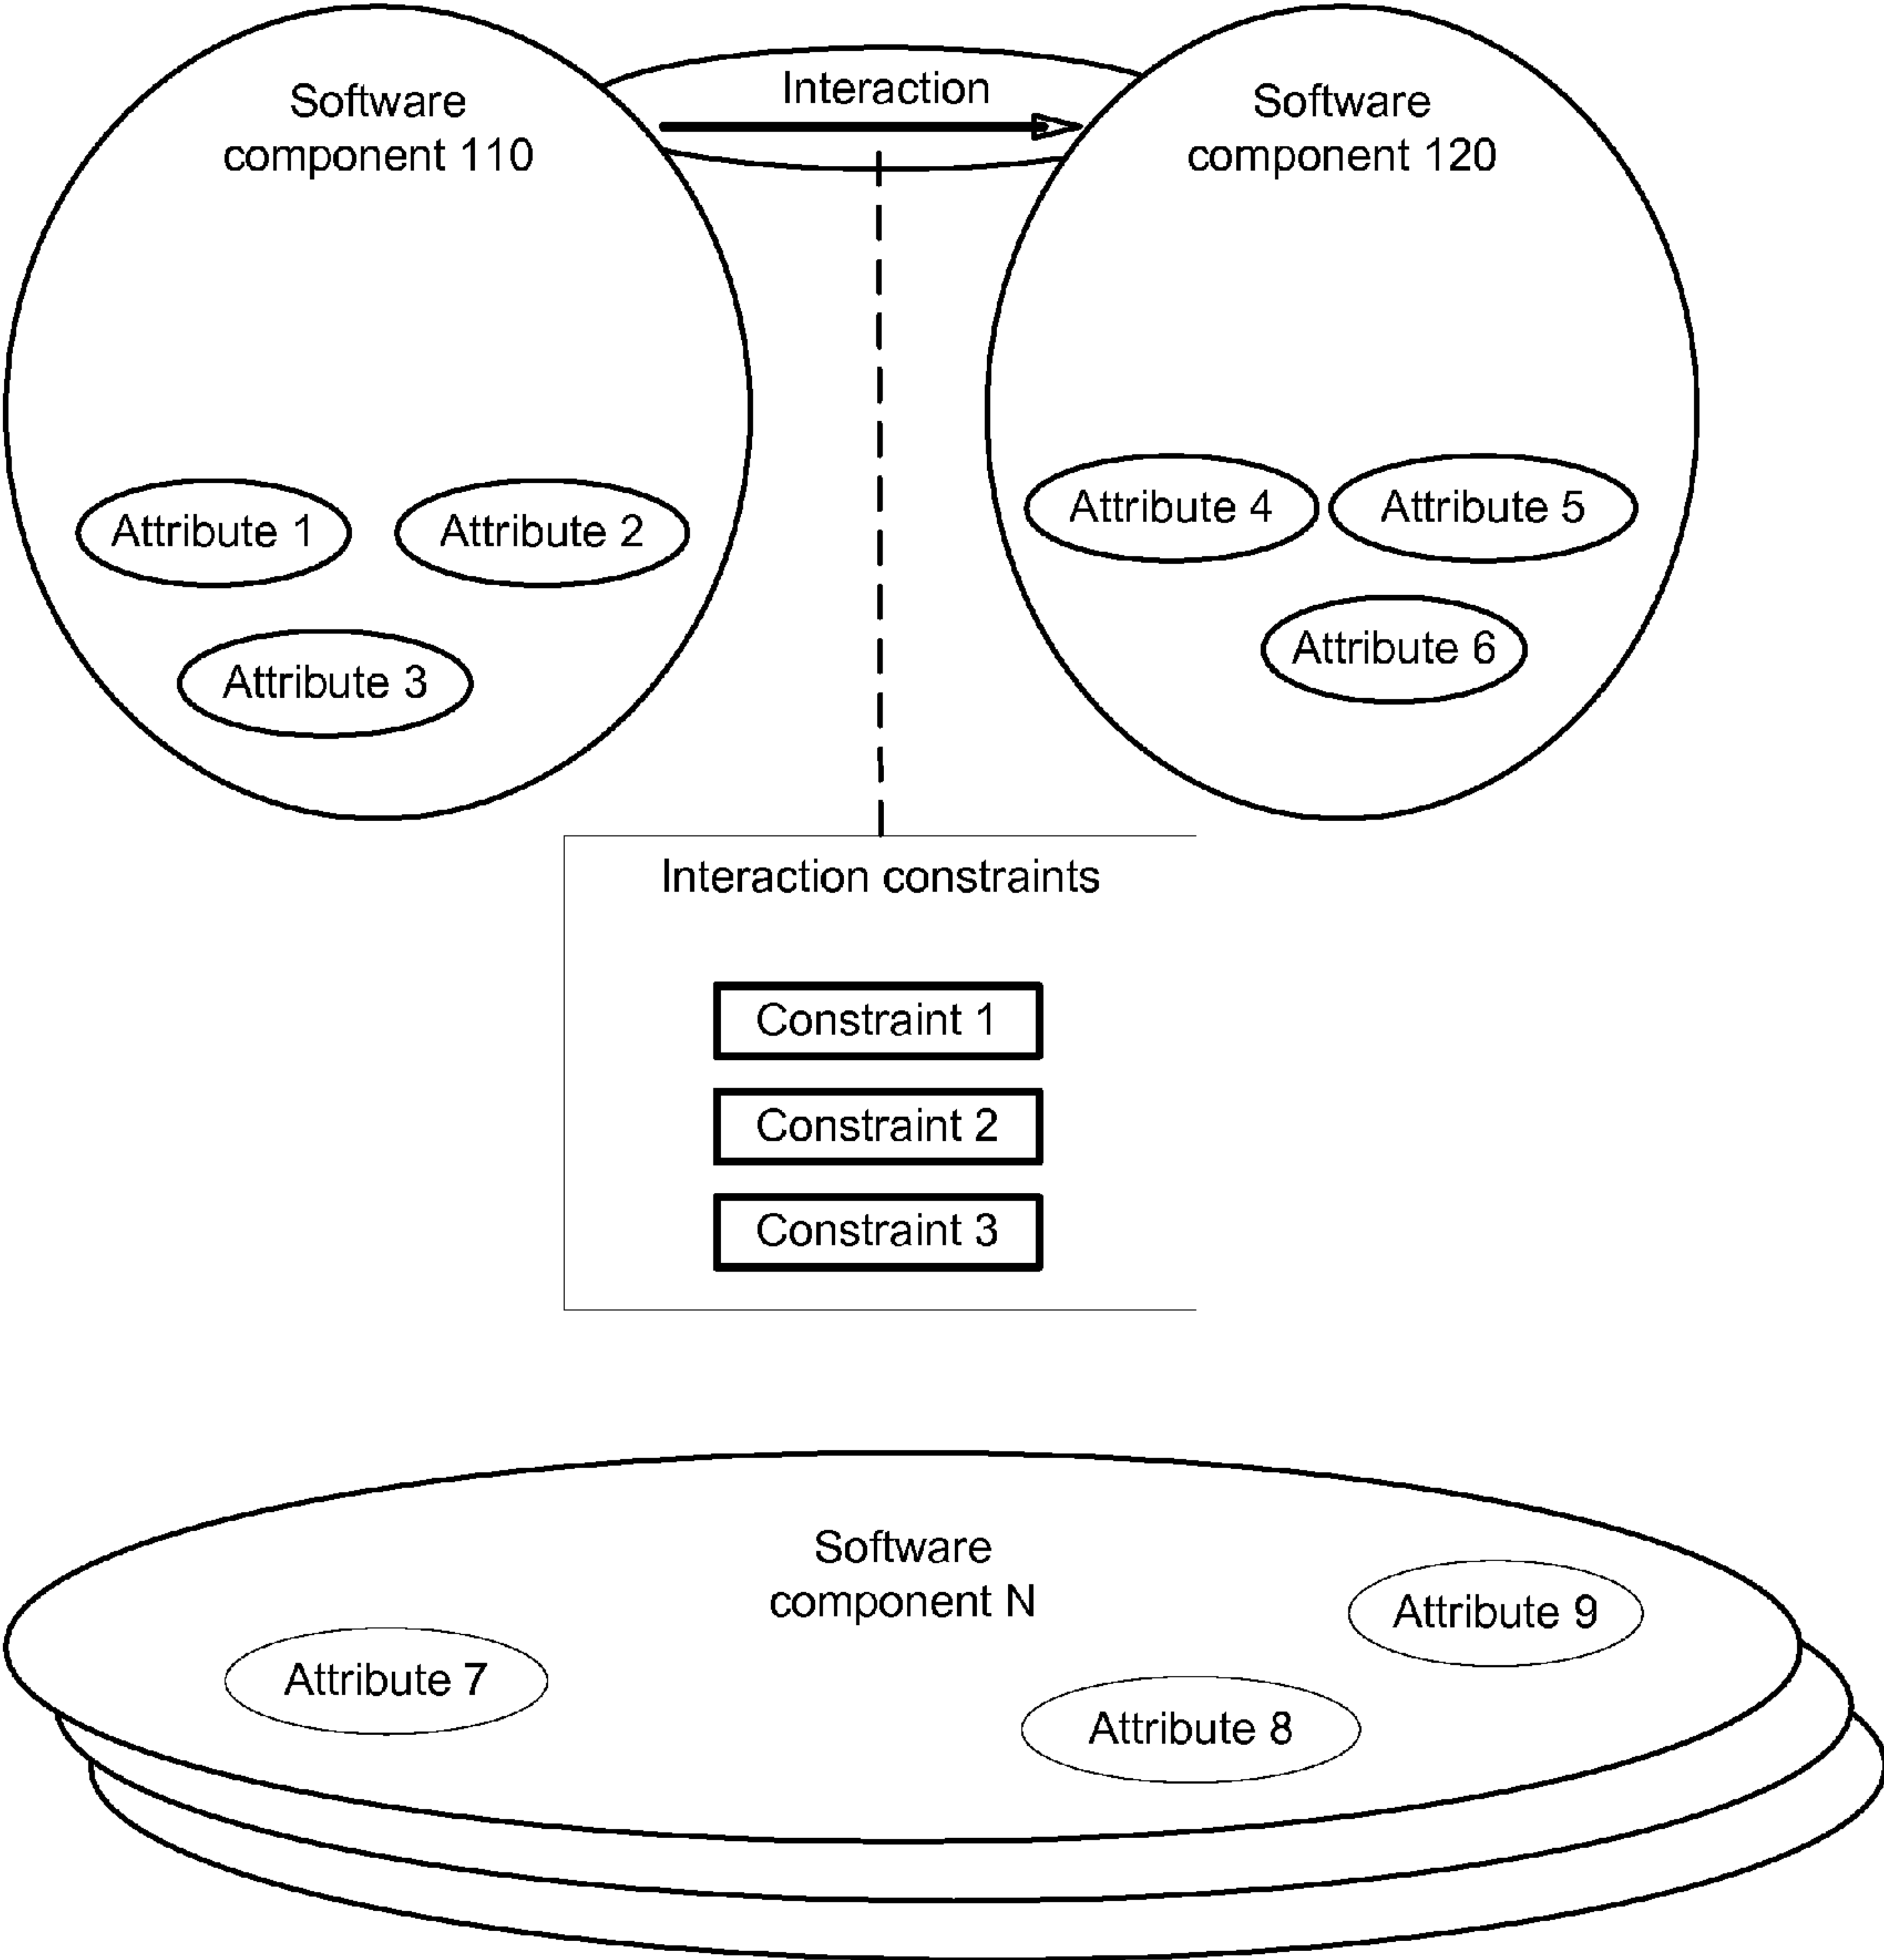 Software
component 110
Interaction
Software
component 120
Attribute 1
Attribute 2
Attribute 3
Attribute 4
Attribute 5
Attribute 6
Interaction constraints
Constraint 1
Constraint 2
Constraint 3
Software
component N
Attribute 7
Attribute 8
Attribute 9